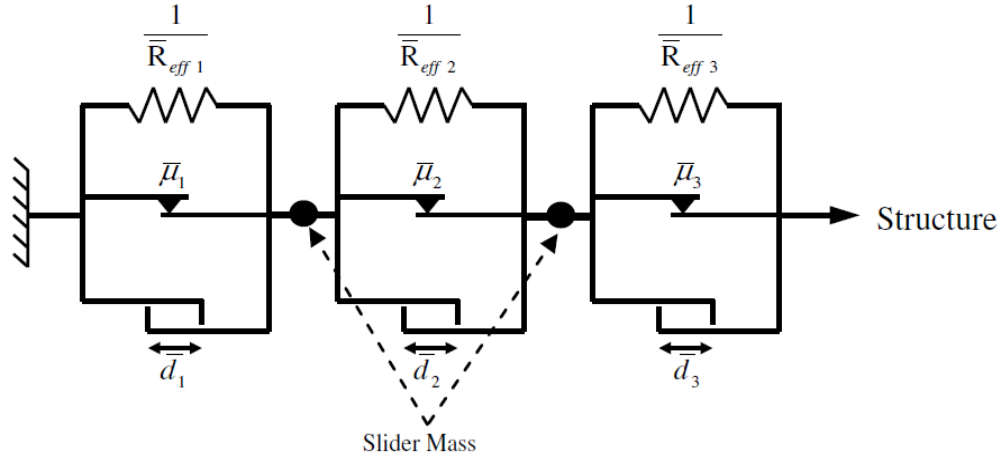 1/R̅eff 1 1/R̅eff 2 1/R̅eff 3
μ̅1 μ̅2 μ̅3
Structure
d̅1 d̅2 d̅3
Slider Mass